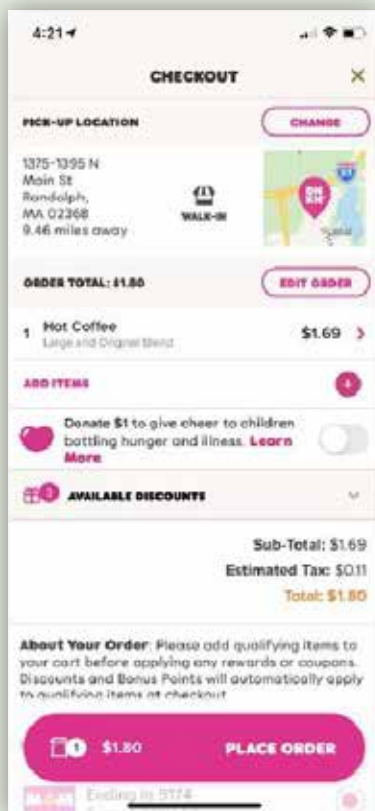 4:21
CHECKOUT
PICK-UP LOCATION
CHANGE
1375-1395 N
Main St
Randolph,
MA 02368
9.46 miles away
WALK-IN
DN
KN'
ORDER TOTAL: $1.80
EDIT ORDER
1 Hot Coffee $1.69
Large and Original Blend
ADD ITEMS
Donate $1 to give cheer to children
battling hunger and illness. Learn
More
3 AVAILABLE DISCOUNTS
Sub-Total: $1.69
Estimated Tax: $0.11
Total: $1.80
About Your Order: Please add qualifying items to
your cart before applying any rewards or coupons.
Discounts and Bonus Points will automatically apply
to qualifying items at checkout
1 $1.80 PLACE ORDER
Ending in 5174